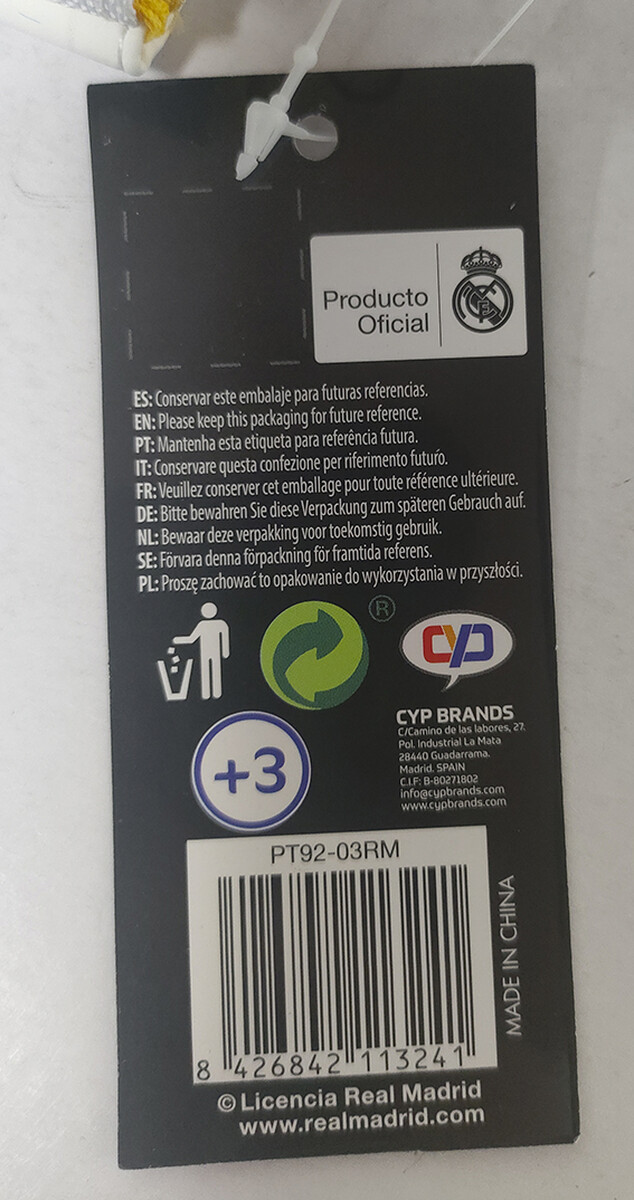 Producto
Oficial
ES: Conservar este embalaje para futuras referencias.
EN: Please keep this packaging for future reference.
PT: Mantenha esta etiqueta para referência futura.
IT: Conservare questa confezione per riferimento futuro.
FR: Veuillez conserver cet emballage pour toute référence ultérieure.
DE: Bitte bewahren Sie diese Verpackung zum späteren Gebrauch auf.
NL: Bewaar deze verpakking voor toekomstig gebruik.
SE: Förvara denna förpackning för framtida referens.
PL: Proszę zachować to opakowanie do wykorzystania w przyszłości.
®
CYP
CYP BRANDS
C/Camino de las labores, 27.
Pol. Industrial La Mata
28440 Guadarrama.
Madrid. SPAIN
C.I.F: B-80271802
info@cypbrands.com
www.cypbrands.com
+3
PT92-03RM
MADE IN CHINA
8 426842 113241
© Licencia Real Madrid
www.realmadrid.com